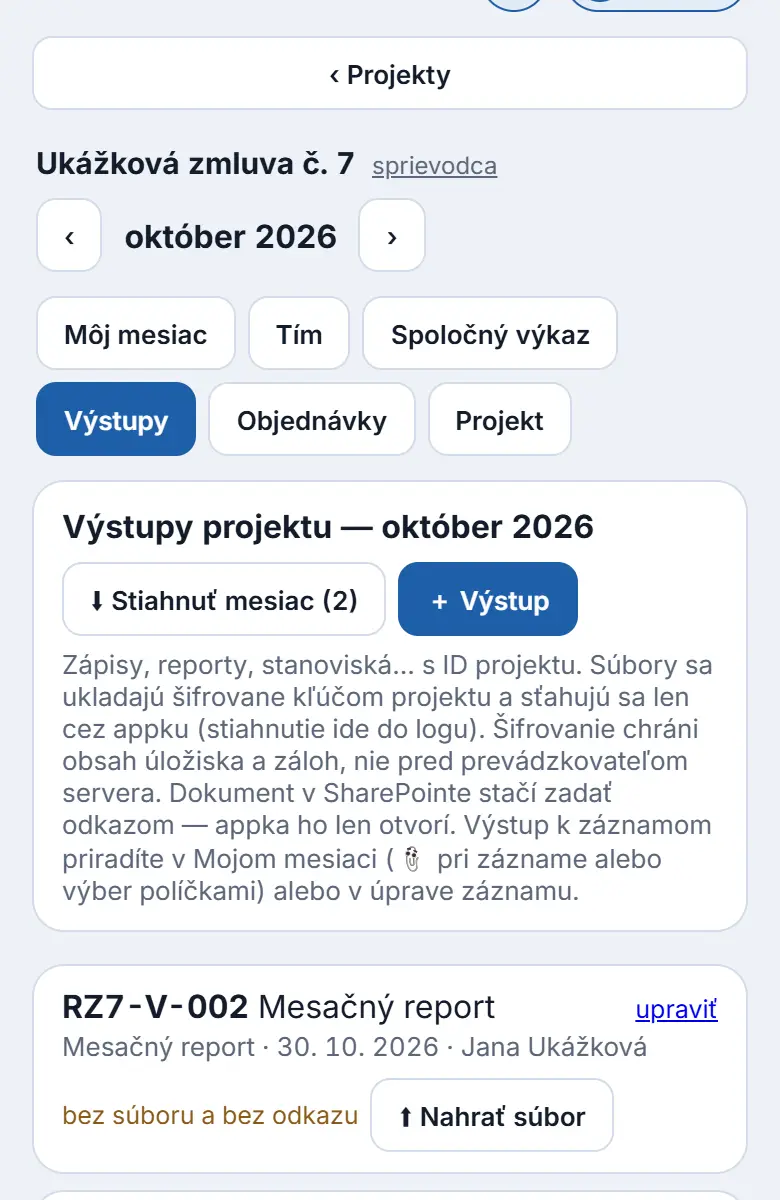 ‹ Projekty
Ukážková zmluva č. 7 sprievodca
‹ október 2026 ›
Môj mesiac Tím Spoločný výkaz
Výstupy Objednávky Projekt
Výstupy projektu — október 2026
⬇ Stiahnuť mesiac (2) + Výstup
Zápisy, reporty, stanoviská… s ID projektu. Súbory sa
ukladajú šifrovane kľúčom projektu a sťahujú sa len
cez appku (stiahnutie ide do logu). Šifrovanie chráni
obsah úložiska a záloh, nie pred prevádzkovateľom
servera. Dokument v SharePointe stačí zadať
odkazom — appka ho len otvorí. Výstup k záznamom
priradíte v Mojom mesiaci ( 📎 pri zázname alebo
výber políčkami) alebo v úprave záznamu.
RZ7-V-002 Mesačný report upraviť
Mesačný report · 30. 10. 2026 · Jana Ukážková
bez súboru a bez odkazu ⬆ Nahrať súbor